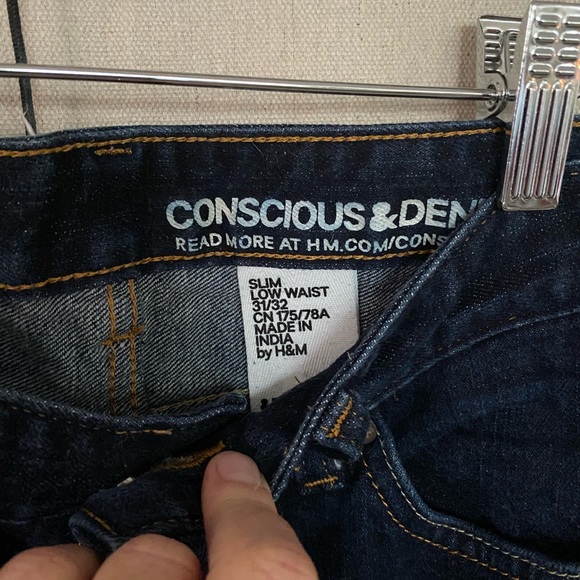 CONSCIOUS & DEN
READ MORE AT HM.COM/CONS
SLIM
LOW WAIST
31/32
CN 175/78A
MADE IN
INDIA
by H&M